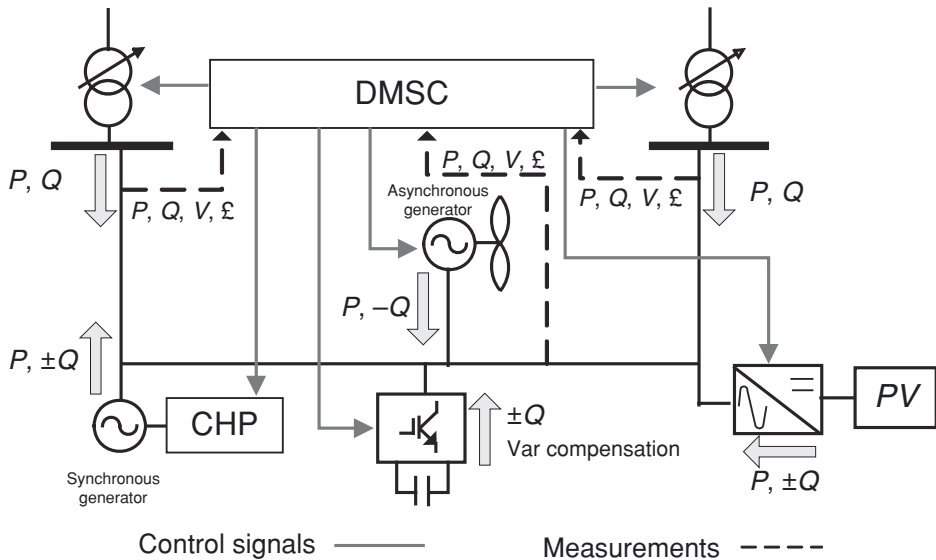 DMSC
P, Q
P, Q, V, £
P, Q, V, £
P, Q, V, £
P, Q
Asynchronous
generator
P, –Q
P, ±Q
CHP
±Q
Var compensation
PV
P, ±Q
Synchronous
generator
Control signals
Measurements